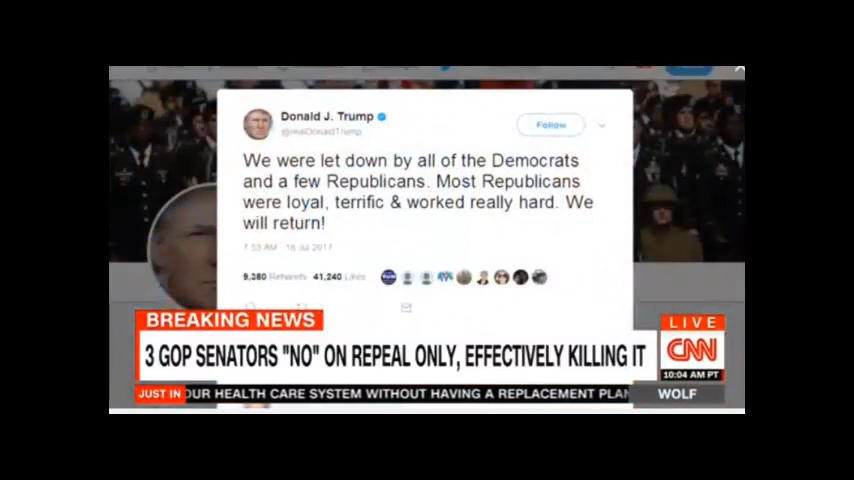 Donald J. Trump
@realDonaldTrump
Follow
We were let down by all of the Democrats
and a few Republicans. Most Republicans
were loyal, terrific & worked really hard. We
will return!
7:53 AM - 18 Jul 2017
9,380 Retweets 41,240 Likes
BREAKING NEWS
3 GOP SENATORS "NO" ON REPEAL ONLY, EFFECTIVELY KILLING IT
LIVE
CNN
10:04 AM PT
JUST IN OUR HEALTH CARE SYSTEM WITHOUT HAVING A REPLACEMENT PLAN
WOLF